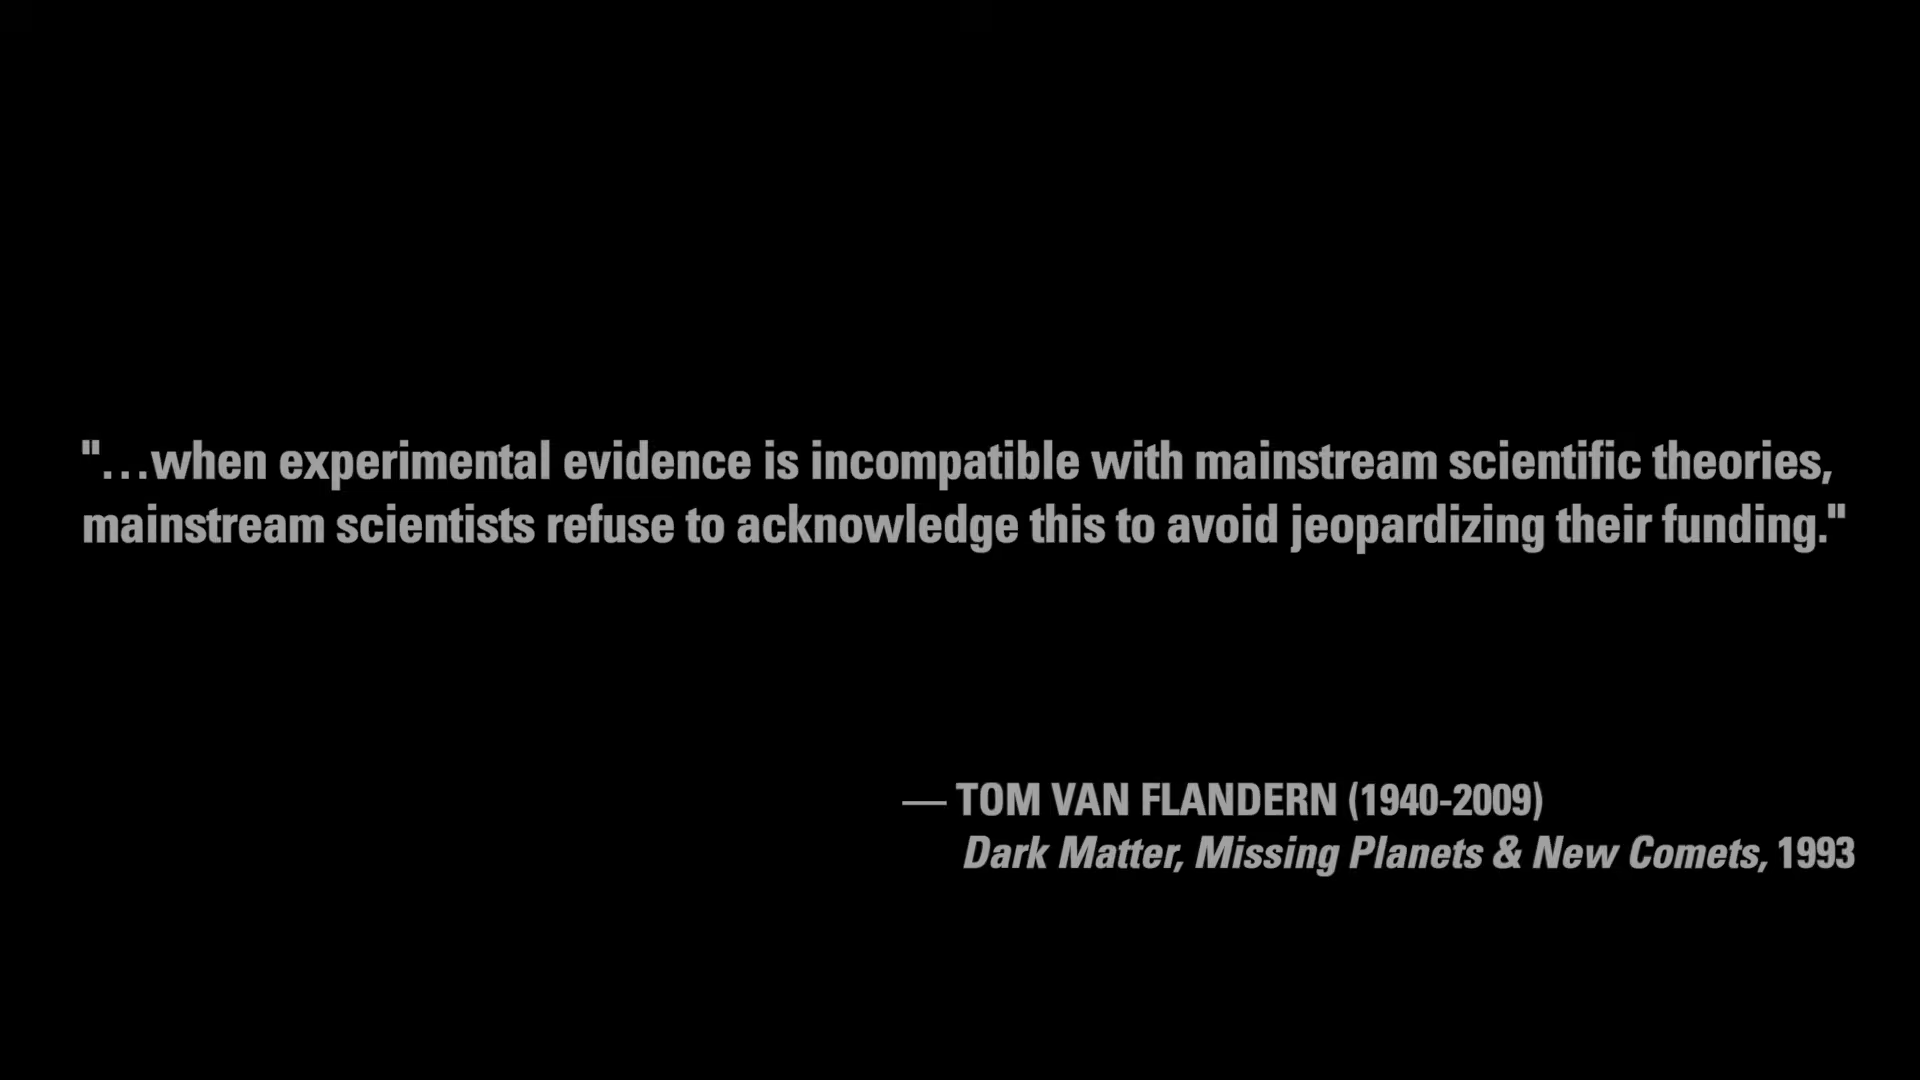 "...when experimental evidence is incompatible with mainstream scientific theories,
mainstream scientists refuse to acknowledge this to avoid jeopardizing their funding."
— TOM VAN FLANDERN (1940-2009)
Dark Matter, Missing Planets & New Comets, 1993